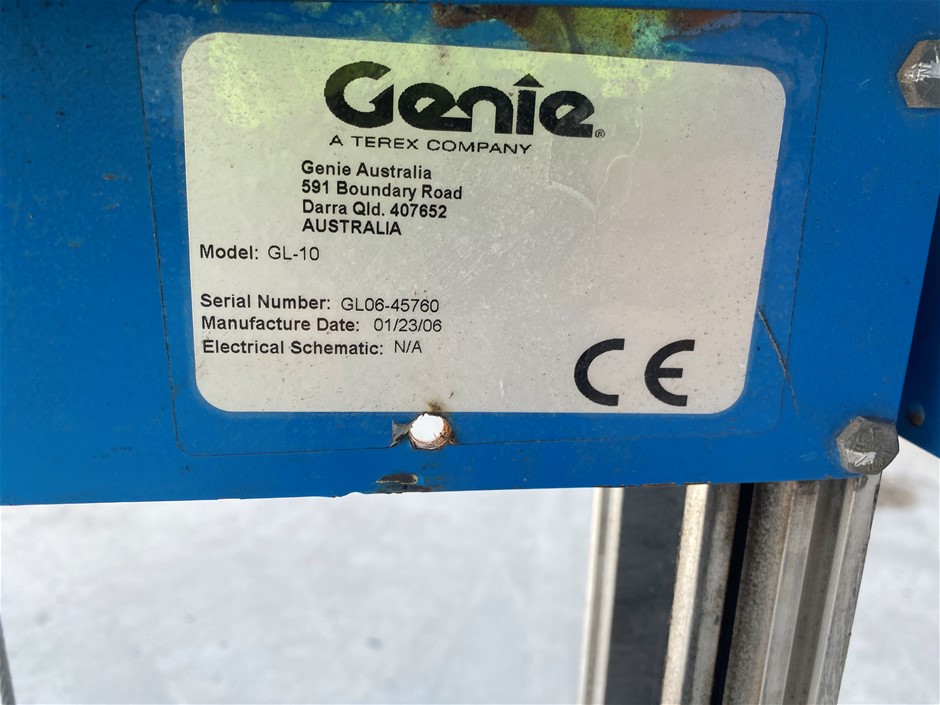 Genie®
A TEREX COMPANY
Genie Australia
591 Boundary Road
Darra Qld. 407652
AUSTRALIA
Model: GL-10
Serial Number: GL06-45760
Manufacture Date: 01/23/06
Electrical Schematic: N/A
CE